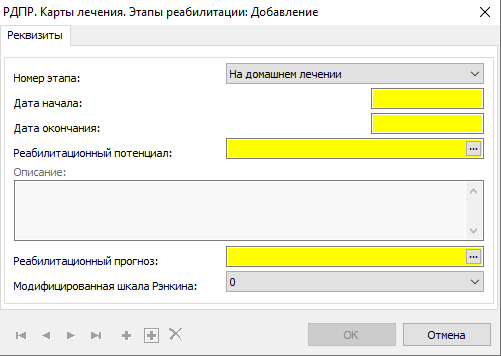 РДПР. Карты лечения. Этапы реабилитации: Добавление
Реквизиты
Номер этапа: На домашнем лечении
Дата начала:
Дата окончания:
Реабилитационный потенциал: ...
Описание:
Реабилитационный прогноз: ...
Модифицированная шкала Рэнкина: 0
ОК Отмена